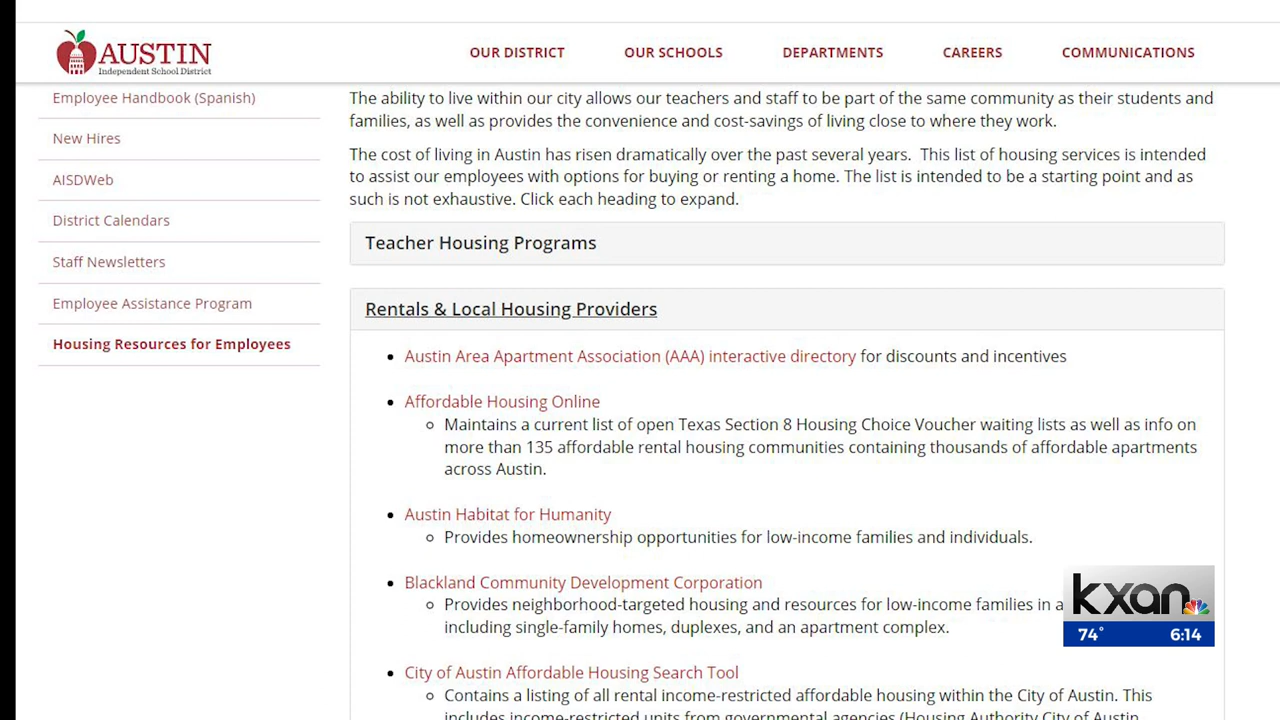 AUSTIN
Independent School District
OUR DISTRICT
OUR SCHOOLS
DEPARTMENTS
CAREERS
COMMUNICATIONS
Employee Handbook (Spanish)
New Hires
AISDWeb
District Calendars
Staff Newsletters
Employee Assistance Program
Housing Resources for Employees
The ability to live within our city allows our teachers and staff to be part of the same community as their students and
families, as well as provides the convenience and cost-savings of living close to where they work.
The cost of living in Austin has risen dramatically over the past several years. This list of housing services is intended
to assist our employees with options for buying or renting a home. The list is intended to be a starting point and as
such is not exhaustive. Click each heading to expand.
Teacher Housing Programs
Rentals & Local Housing Providers
• Austin Area Apartment Association (AAA) interactive directory for discounts and incentives
• Affordable Housing Online
○ Maintains a current list of open Texas Section 8 Housing Choice Voucher waiting lists as well as info on
more than 135 affordable rental housing communities containing thousands of affordable apartments
across Austin.
• Austin Habitat for Humanity
○ Provides homeownership opportunities for low-income families and individuals.
• Blackland Community Development Corporation
○ Provides neighborhood-targeted housing and resources for low-income families in a
including single-family homes, duplexes, and an apartment complex.
• City of Austin Affordable Housing Search Tool
○ Contains a listing of all rental income-restricted affordable housing within the City of Austin. This
includes income-restricted units from governmental agencies (Housing Authority City of Austin
kxan
74° 6:14